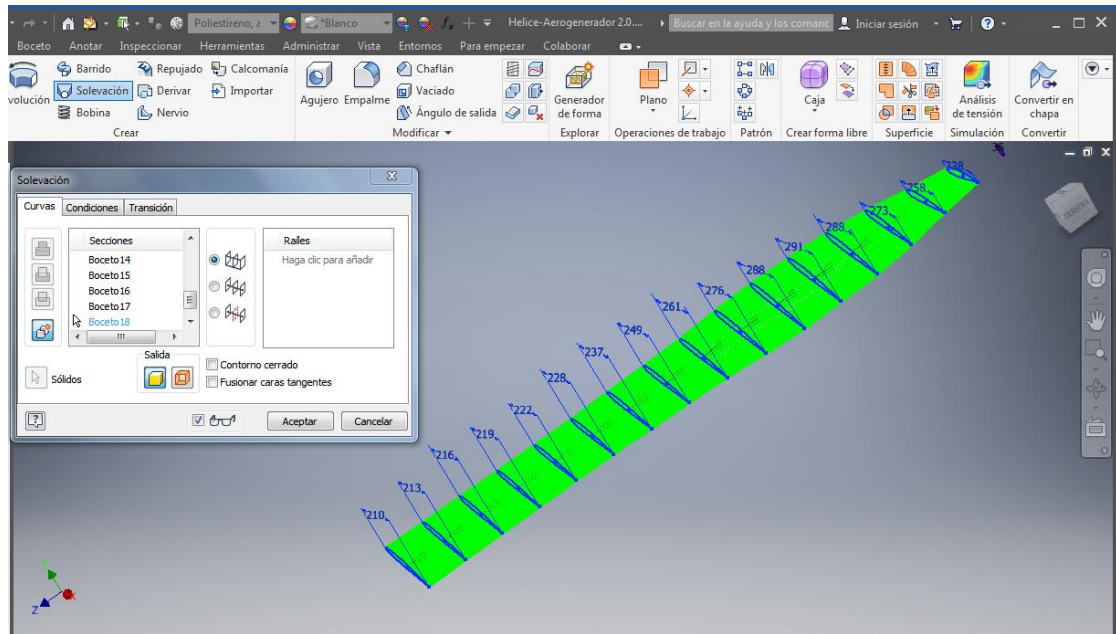 Poliestireno, a
*Blanco
Helice-Aerogenerador 2.0....
Buscar en la ayuda y los comanc
Iniciar sesión
Boceto Anotar Inspeccionar Herramientas Administrar Vista Entornos Para empezar Colaborar
Barrido Repujado Calcomanía Chaflán
volución Solevación Derivar Importar Agujero Empalme Vaciado Generador de forma Plano Caja Análisis de tensión Convertir en chapa
Bobina Nervio Ángulo de salida
Crear Modificar Explorar Operaciones de trabajo Patrón Crear forma libre Superficie Simulación Convertir
Solevación
Curvas Condiciones Transición
Secciones Raíles
Boceto14 Haga clic para añadir
Boceto15
Boceto16
Boceto17
Boceto18
Salida
Contorno cerrado
Sólidos
Fusionar caras tangentes
Aceptar Cancelar
238
258
273
288
291
288
276
261
249
237
228
222
219
216
213
210
DERECHA
Y
X
Z